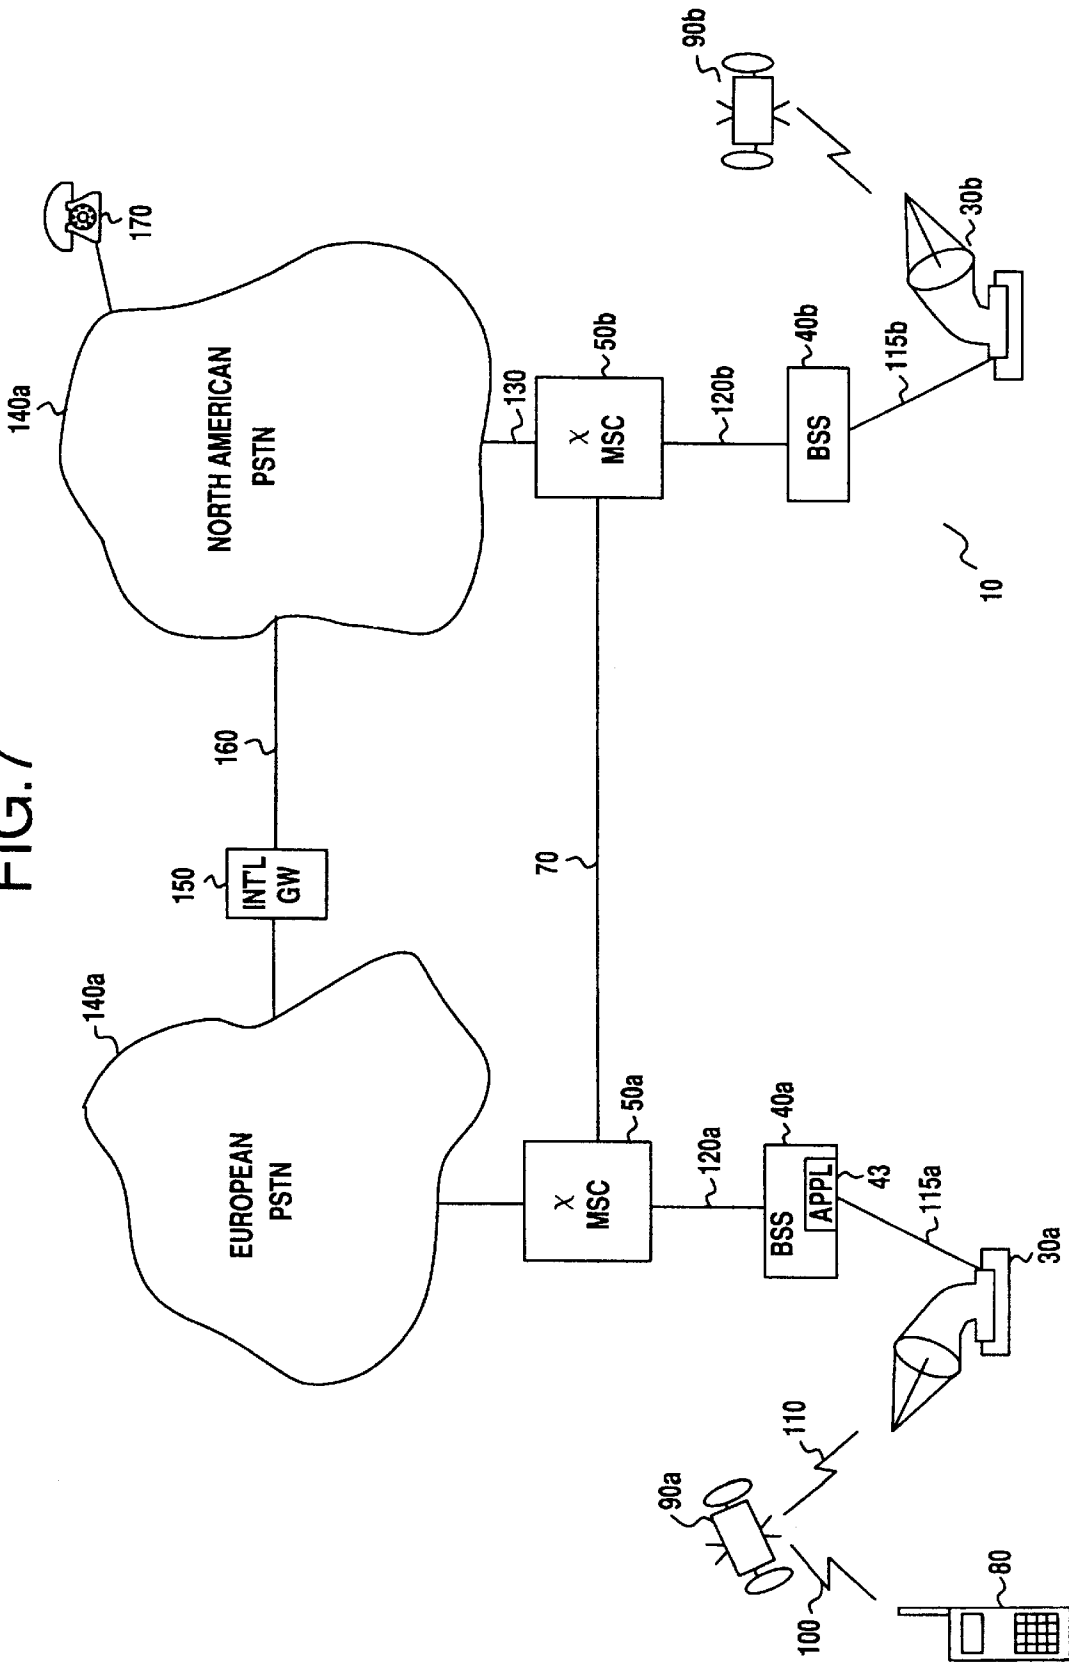 FIG.7
140a
EUROPEAN
PSTN
150
INT'L
GW
160
140a
NORTH AMERICAN
PSTN
170
130
50a
χ
MSC
70
50b
χ
MSC
120a
120b
40a
BSS
APPL
43
40b
BSS
115a
115b
30a
30b
90a
90b
110
100
80
10